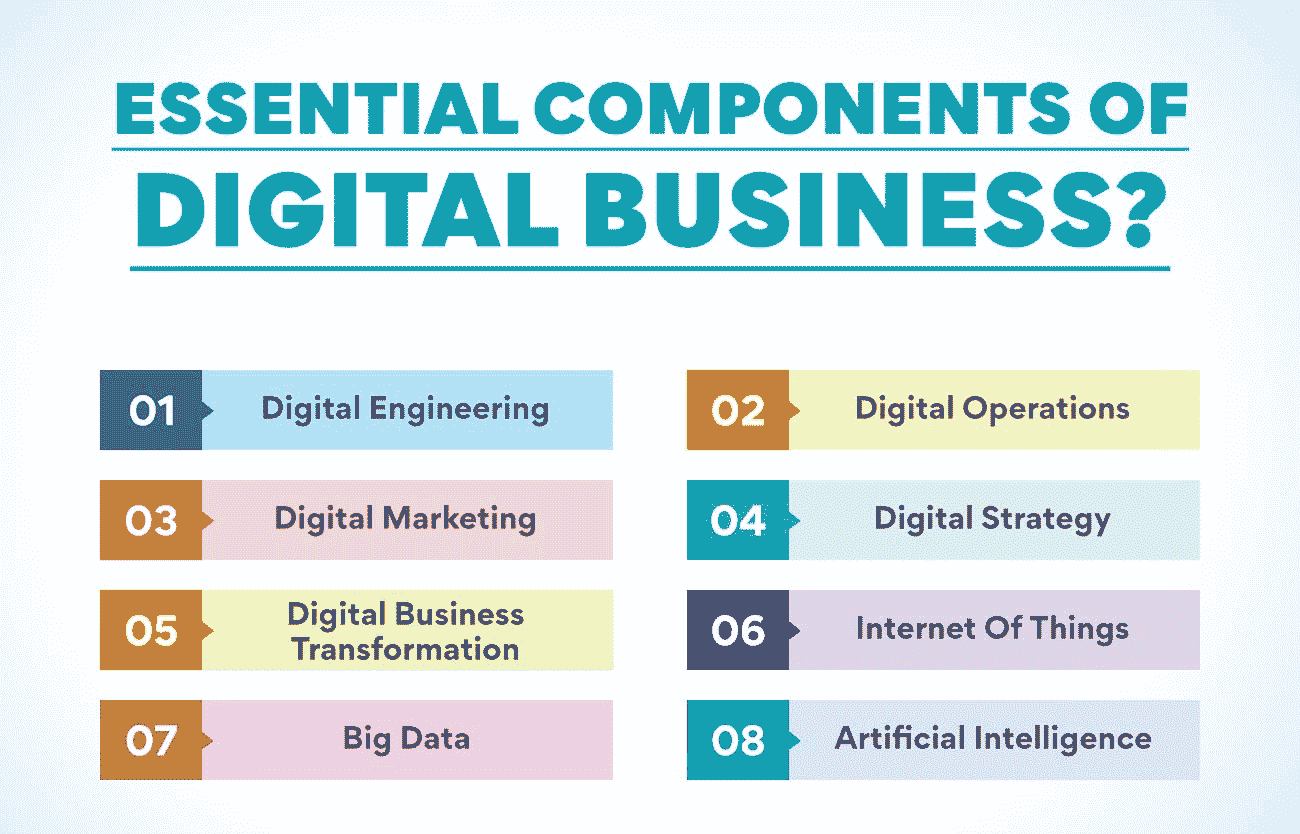 ESSENTIAL COMPONENTS OF
DIGITAL BUSINESS?
01 Digital Engineering
02 Digital Operations
03 Digital Marketing
04 Digital Strategy
05 Digital Business
Transformation
06 Internet Of Things
07 Big Data
08 Artificial Intelligence